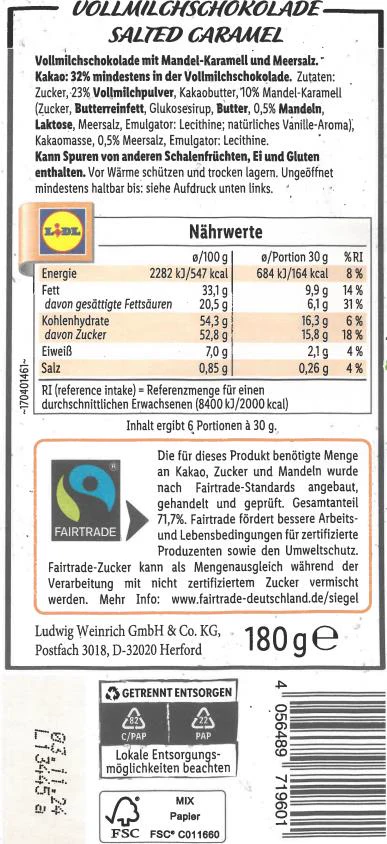 VOLLMILCHSCHOKOLADE
SALTED CARAMEL
Vollmilchschokolade mit Mandel-Karamell und Meersalz.
Kakao: 32% mindestens in der Vollmilchschokolade. Zutaten:
Zucker, 23% Vollmilchpulver, Kakaobutter, 10% Mandel-Karamell
(Zucker, Butterreinfett, Glukosesirup, Butter, 0,5% Mandeln,
Laktose, Meersalz, Emulgator: Lecithine; natürliches Vanille-Aroma),
Kakaomasse, 0,5% Meersalz, Emulgator: Lecithine.
Kann Spuren von anderen Schalenfrüchten, Ei und Gluten
enthalten. Vor Wärme schützen und trocken lagern. Ungeöffnet
mindestens haltbar bis: siehe Aufdruck unten links.
LIDL
Nährwerte
ø/100 g ø/Portion 30 g %RI
Energie 2282 kJ/547 kcal 684 kJ/164 kcal 8 %
Fett 33,1 g 9,9 g 14 %
davon gesättigte Fettsäuren 20,5 g 6,1 g 31 %
Kohlenhydrate 54,3 g 16,3 g 6 %
davon Zucker 52,8 g 15,8 g 18 %
Eiweiß 7,0 g 2,1 g 4 %
Salz 0,85 g 0,26 g 4 %
RI (reference intake) = Referenzmenge für einen
durchschnittlichen Erwachsenen (8400 kJ/2000 kcal)
~170401461~
Inhalt ergibt 6 Portionen à 30 g.
FAIRTRADE
Die für dieses Produkt benötigte Menge
an Kakao, Zucker und Mandeln wurde
nach Fairtrade-Standards angebaut,
gehandelt und geprüft. Gesamtanteil
71,7%. Fairtrade fördert bessere Arbeits-
und Lebensbedingungen für zertifizierte
Produzenten sowie den Umweltschutz.
Fairtrade-Zucker kann als Mengenausgleich während der
Verarbeitung mit nicht zertifiziertem Zucker vermischt
werden. Mehr Info: www.fairtrade-deutschland.de/siegel
Ludwig Weinrich GmbH & Co. KG,
Postfach 3018, D-32020 Herford
180 g e
03.11.24
L1344S a
GETRENNT ENTSORGEN
82 22
C/PAP PAP
Lokale Entsorgungs-
möglichkeiten beachten
FSC
MIX
Papier
FSC® C011660
4 056489 719601